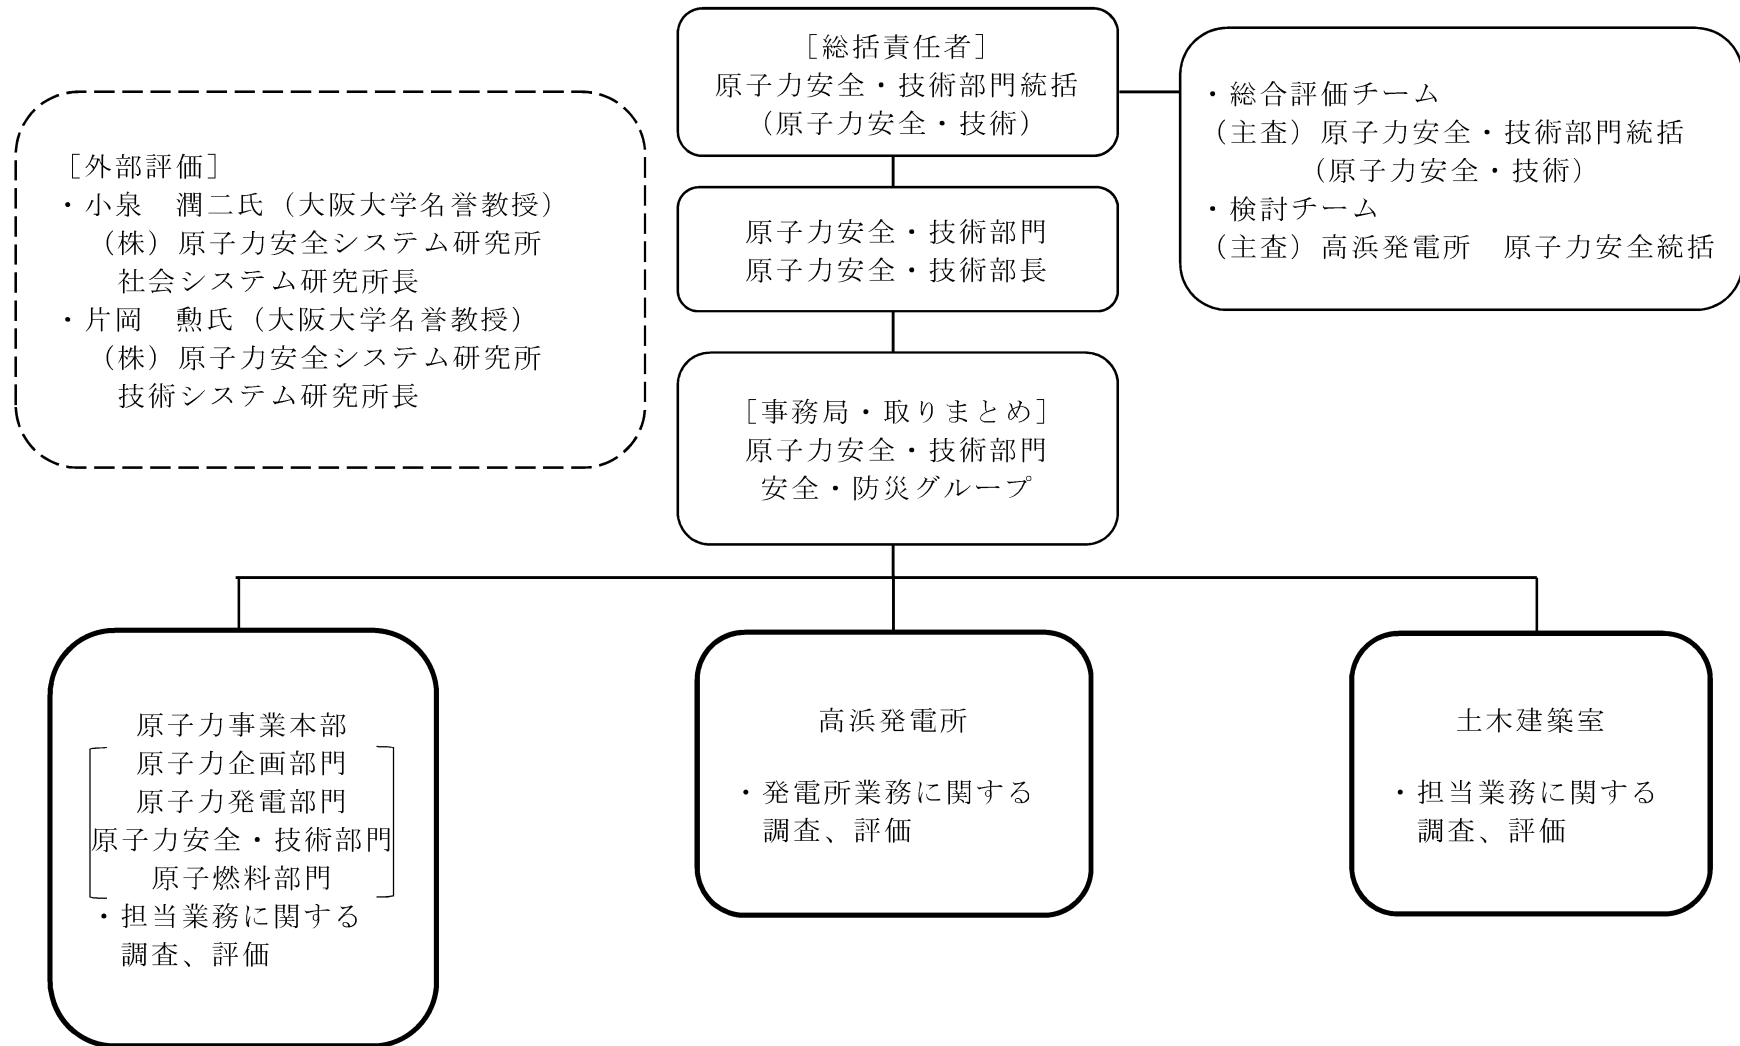 ［総括責任者］
原子力安全・技術部門統括
（原子力安全・技術）
・総合評価チーム
（主査）原子力安全・技術部門統括
（原子力安全・技術）
・検討チーム
（主査）高浜発電所　原子力安全統括
［外部評価］
・小泉　潤二氏（大阪大学名誉教授）
（株）原子力安全システム研究所
社会システム研究所長
・片岡　勲氏（大阪大学名誉教授）
（株）原子力安全システム研究所
技術システム研究所長
原子力安全・技術部門
原子力安全・技術部長
［事務局・取りまとめ］
原子力安全・技術部門
安全・防災グループ
原子力事業本部
原子力企画部門
原子力発電部門
原子力安全・技術部門
原子燃料部門
・担当業務に関する
調査、評価
高浜発電所
・発電所業務に関する
調査、評価
土木建築室
・担当業務に関する
調査、評価